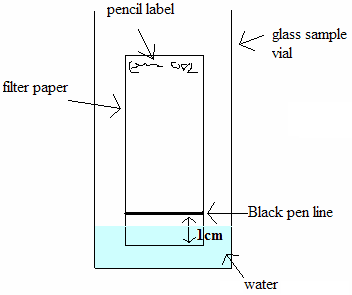 pencil label
glass sample
vial
filter paper
Black pen line
1cm
water